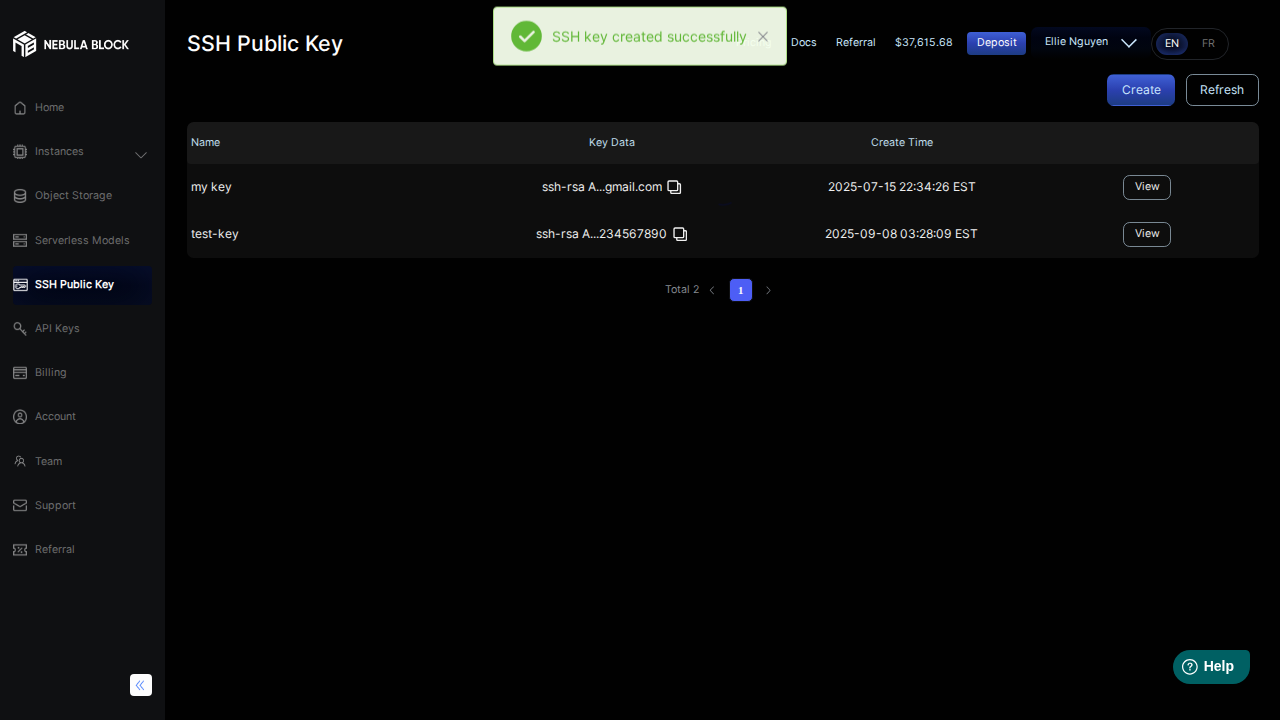 NEBULA BLOCK
Home
Instances
Object Storage
Serverless Models
SSH Public Key
API Keys
Billing
Account
Team
Support
Referral
SSH Public Key
SSH key created successfully
Docs
Referral
$37,615.68
Deposit
Ellie Nguyen
EN
FR
Create
Refresh
Name Key Data Create Time
my key ssh-rsa A...gmail.com 2025-07-15 22:34:26 EST View
test-key ssh-rsa A...234567890 2025-09-08 03:28:09 EST View
Total 2 1
Help